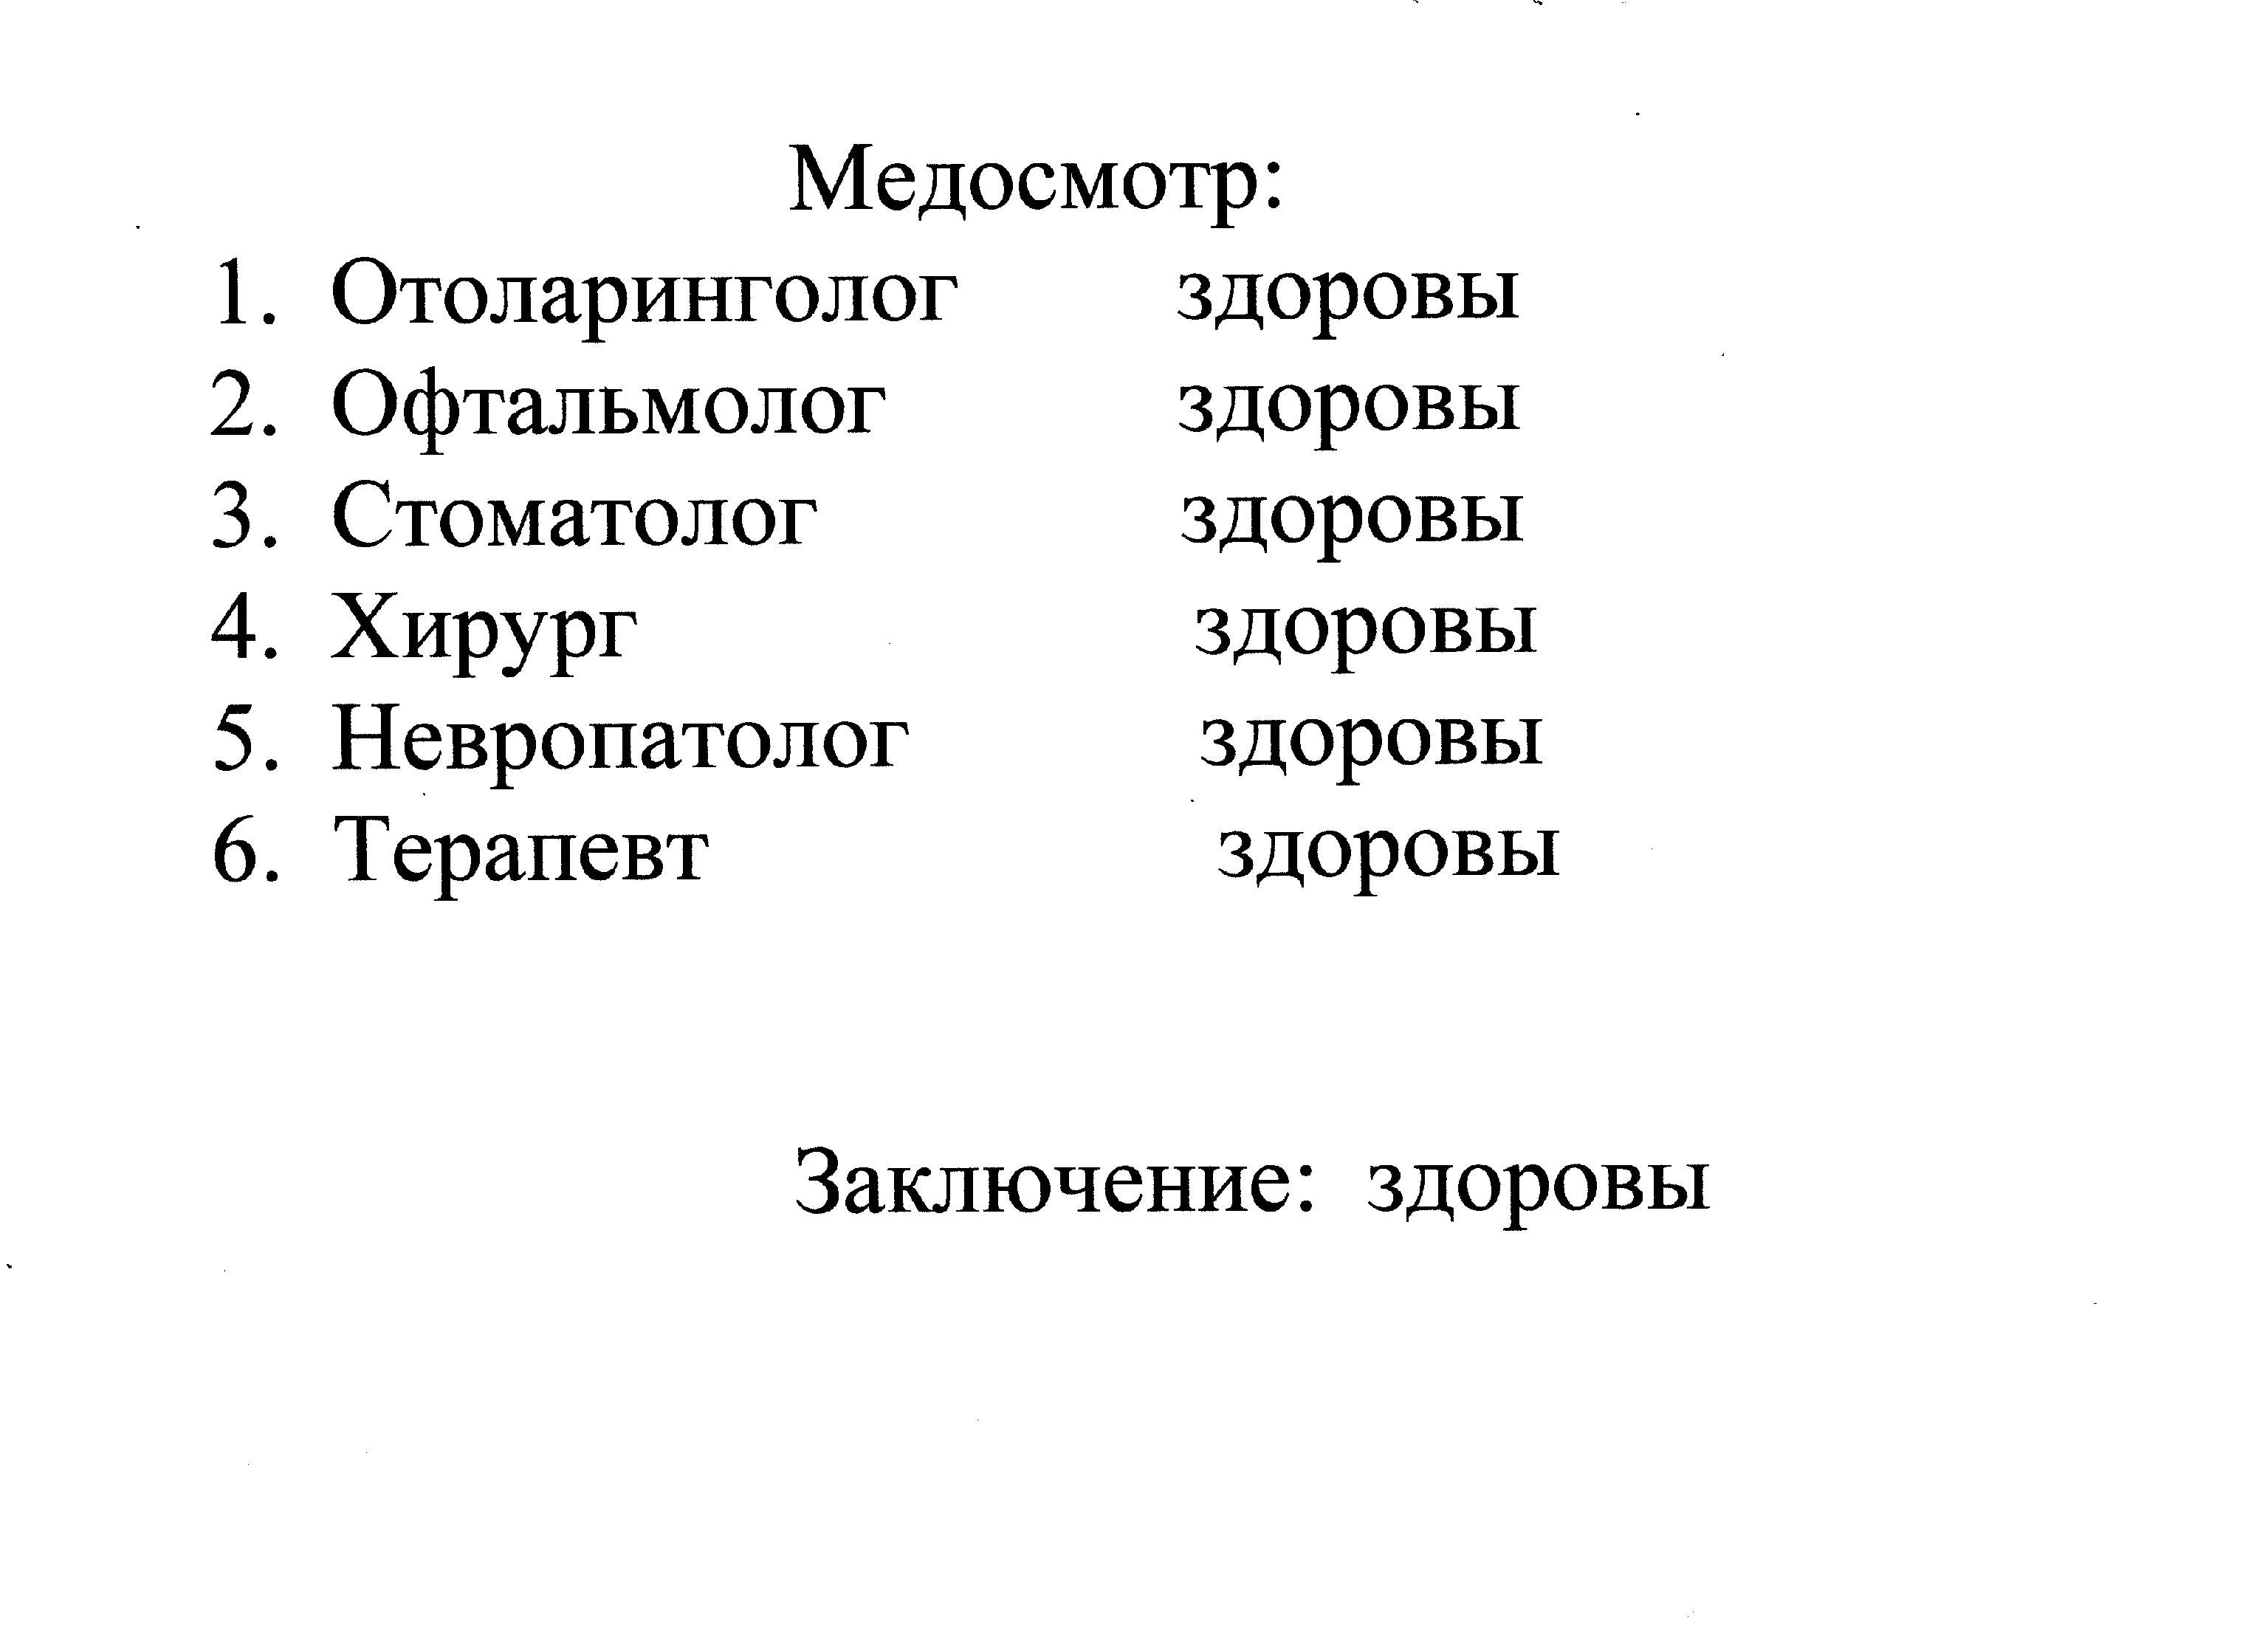 Медосмотр:
1. Отоларинголог здоровы
2. Офтальмолог здоровы
3. Стоматолог здоровы
4. Хирург здоровы
5. Невропатолог здоровы
6. Терапевт здоровы
Заключение: здоровы